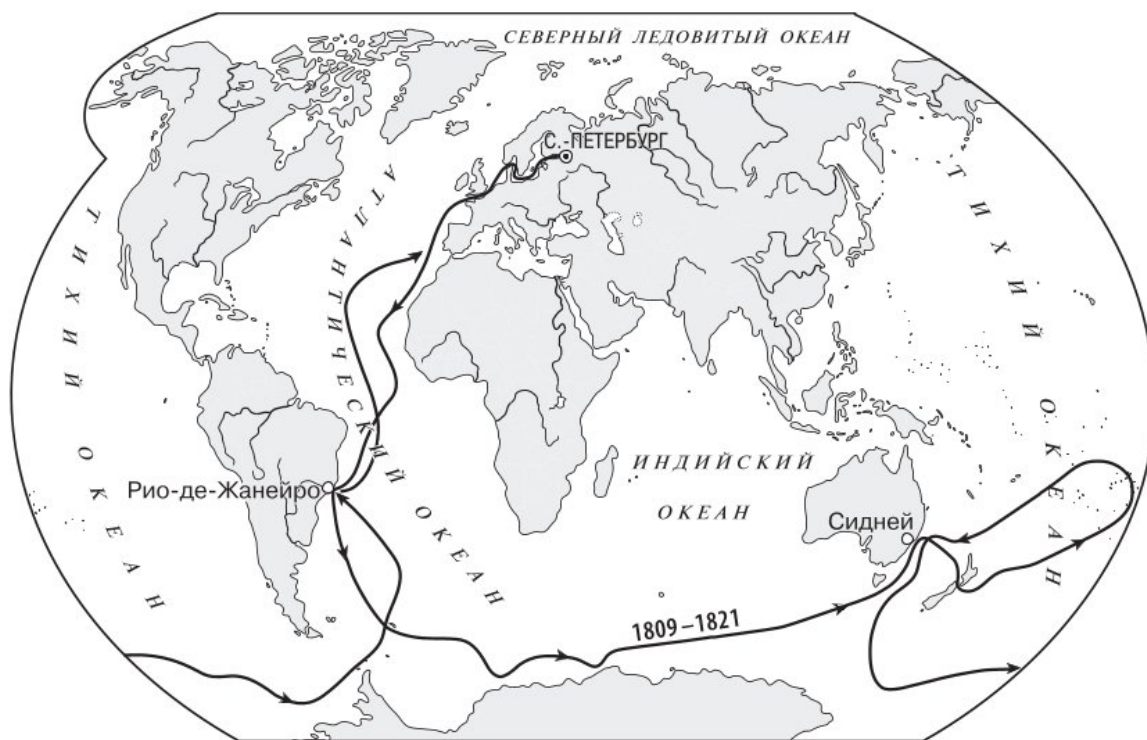 СЕВЕРНЫЙ ЛЕДОВИТЫЙ ОКЕАН
С.-ПЕТЕРБУРГ
ТИХИЙ ОКЕАН
АТЛАНТИЧЕСКИЙ ОКЕАН
ТИХИЙ ОКЕАН
ИНДИЙСКИЙ
ОКЕАН
Рио-де-Жанейро
Сидней
1809–1821